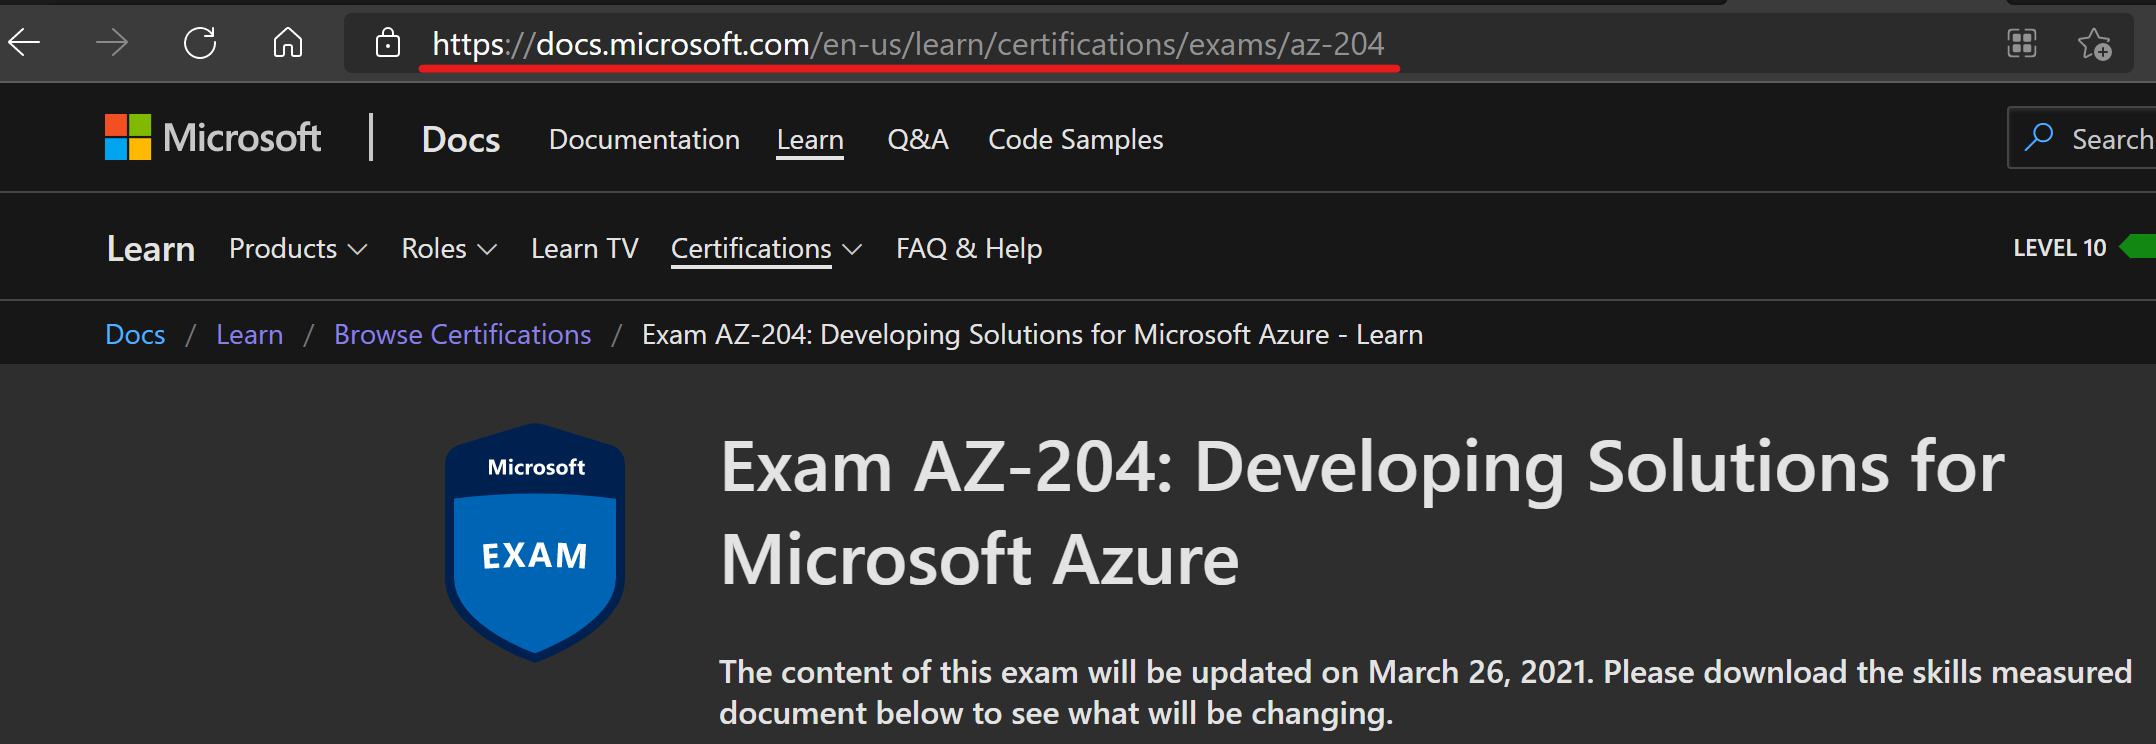 https://docs.microsoft.com/en-us/learn/certifications/exams/az-204
Microsoft | Docs Documentation Learn Q&A Code Samples Search
Learn Products Roles Learn TV Certifications FAQ & Help LEVEL 10
Docs / Learn / Browse Certifications / Exam AZ-204: Developing Solutions for Microsoft Azure - Learn
Microsoft
EXAM
Exam AZ-204: Developing Solutions for
Microsoft Azure
The content of this exam will be updated on March 26, 2021. Please download the skills measured
document below to see what will be changing.